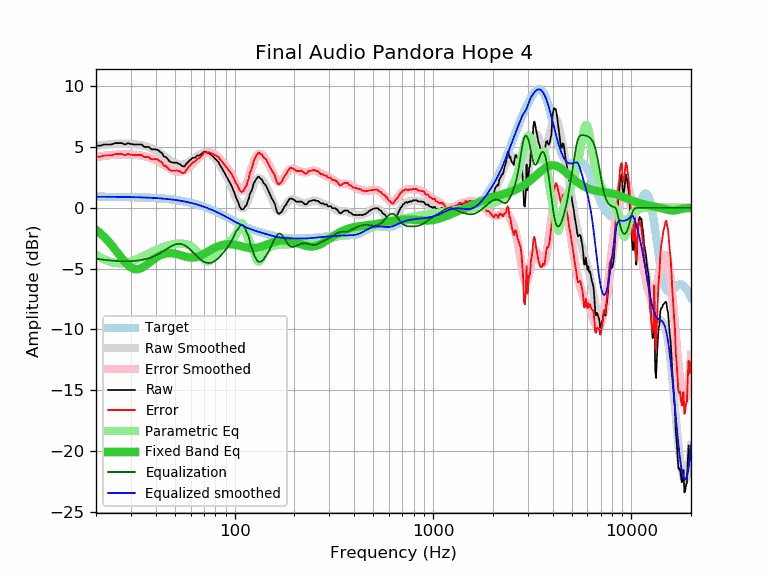 Final Audio Pandora Hope 4
10
5
0
−5
−10
−15
−20
−25
Amplitude (dBr)
Target
Raw Smoothed
Error Smoothed
Raw
Error
Parametric Eq
Fixed Band Eq
Equalization
Equalized smoothed
100
1000
10000
Frequency (Hz)